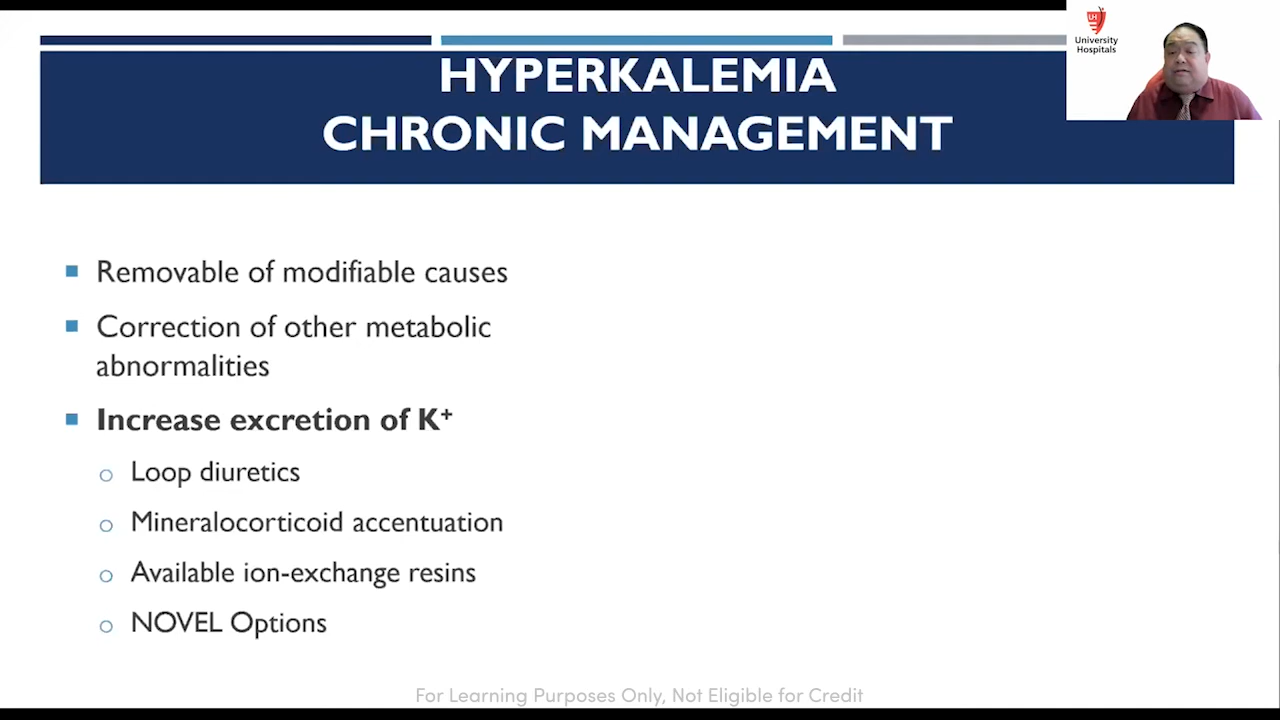 HYPERKALEMIA
CHRONIC MANAGEMENT
UH
University
Hospitals
■ Removable of modifiable causes
■ Correction of other metabolic
abnormalities
■ Increase excretion of K⁺
o Loop diuretics
o Mineralocorticoid accentuation
o Available ion-exchange resins
o NOVEL Options
For Learning Purposes Only, Not Eligible for Credit